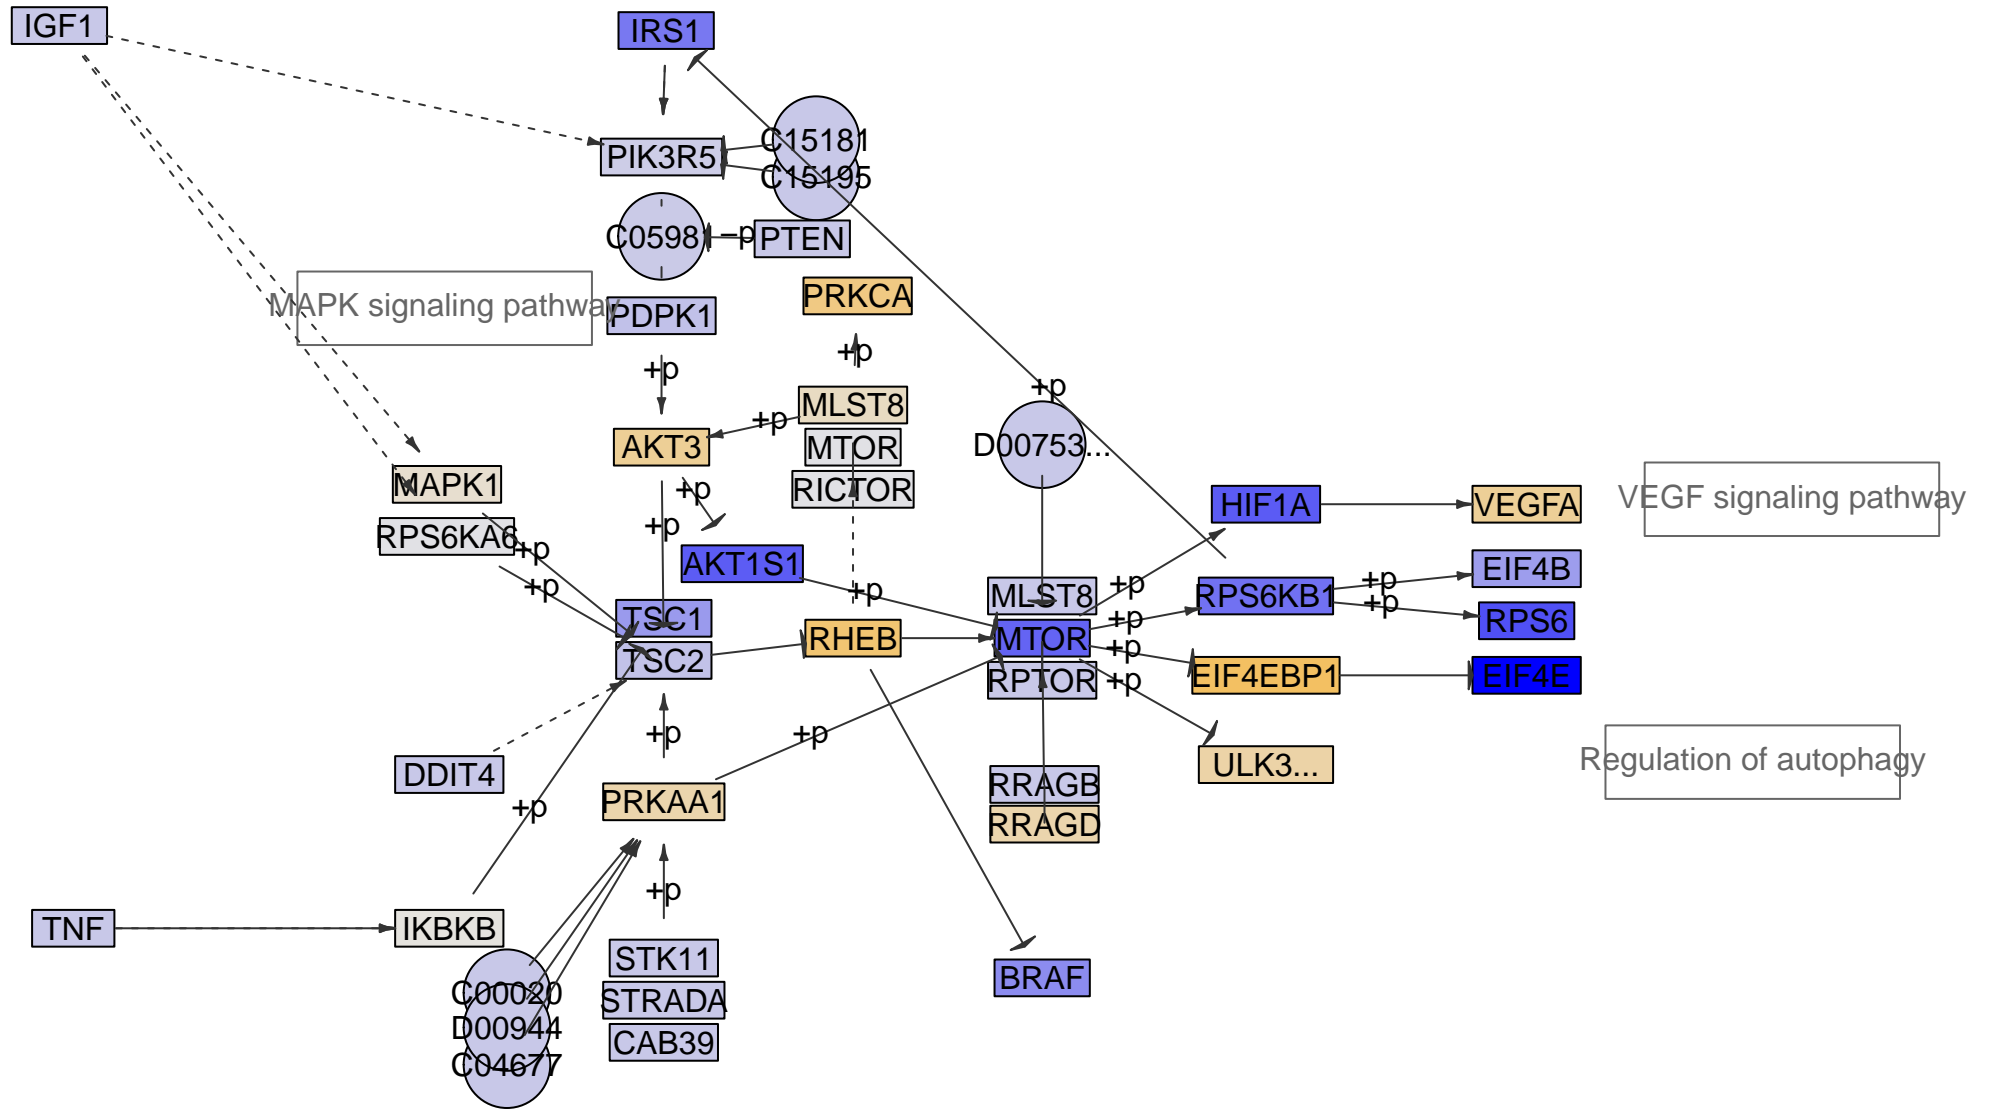 IGF1
IRS1
C15181
PIK3R5
C15195
C0598
–p
PTEN
PRKCA
MAPK signaling pathway
PDPK1
+p
+p
+p
MLST8
+p
AKT3
MTOR
D00753...
MAPK1
RICTOR
+p
HIF1A
VEGFA
VEGF signaling pathway
+p
RPS6KA6
+p
AKT1S1
EIF4B
+p
+p
+p
+p
MLST8
RPS6KB1
+p
TSC1
+p
RPS6
RHEB
MTOR
+p
TSC2
RPTOR
+p
EIF4EBP1
EIF4E
+p
+p
DDIT4
ULK3...
Regulation of autophagy
RRAGB
PRKAA1
+p
RRAGD
+p
TNF
IKBKB
STK11
BRAF
C00020
STRADA
D00944
CAB39
C04677